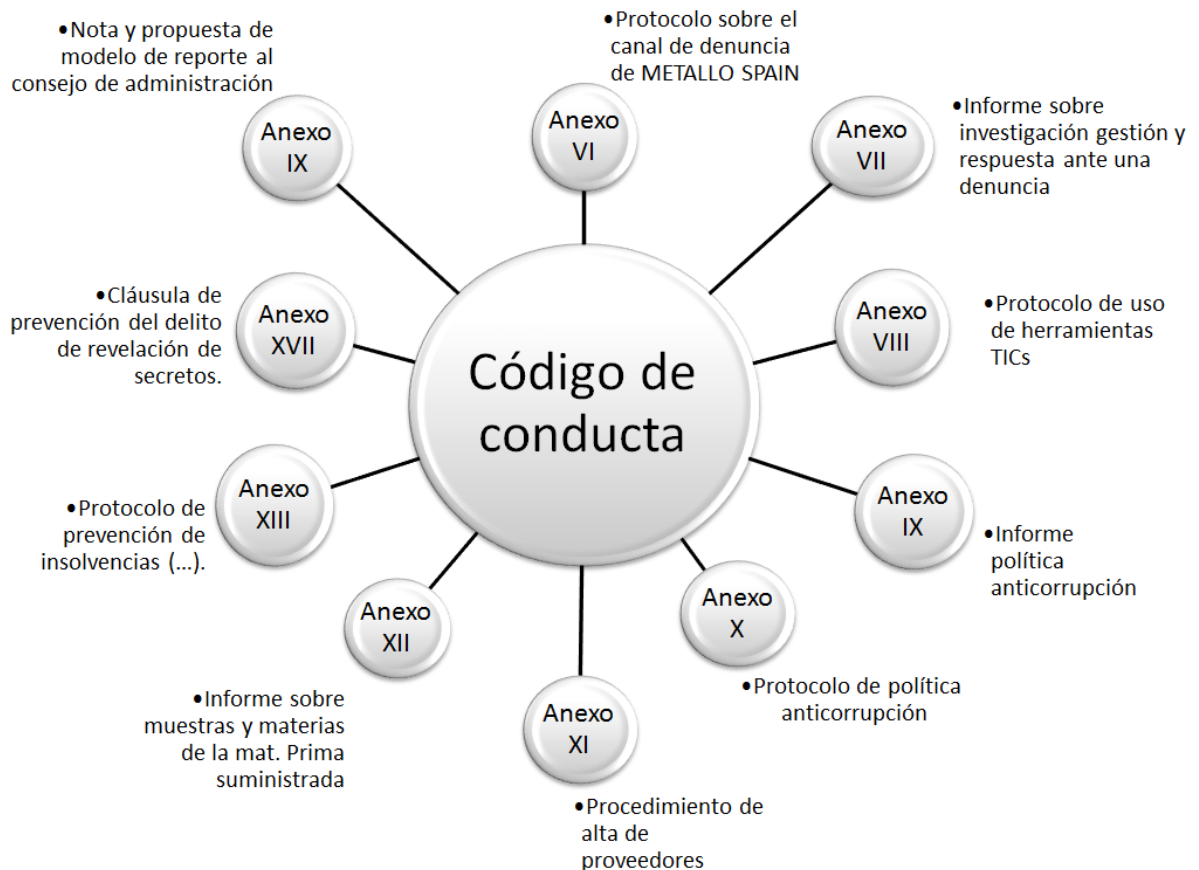 •Nota y propuesta de
modelo de reporte al
consejo de administración
Anexo
IX
•Protocolo sobre el
canal de denuncia
de METALLO SPAIN
Anexo
VI
•Informe sobre
investigación gestión y
respuesta ante una
denuncia
Anexo
VII
•Cláusula de
prevención del delito
de revelación de
secretos.
Anexo
XVII
Código de
conducta
Anexo
VIII
•Protocolo de uso
de herramientas
TICs
•Protocolo de
prevención de
insolvencias (...).
Anexo
XIII
Anexo
IX
•Informe
política
anticorrupción
Anexo
XII
•Informe sobre
muestras y materias
de la mat. Prima
suministrada
Anexo
X
•Protocolo de política
anticorrupción
Anexo
XI
•Procedimiento de
alta de
proveedores